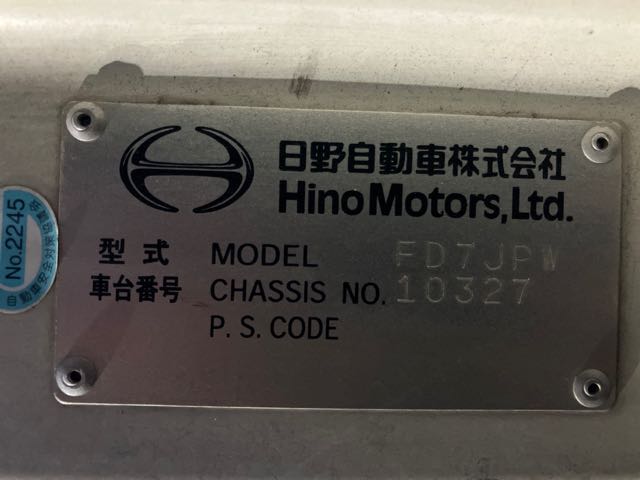 日野自動車株式会社
Hino Motors, Ltd.
型式 MODEL FD7JPW
車台番号 CHASSIS NO. 10327
P. S. CODE
No.2245